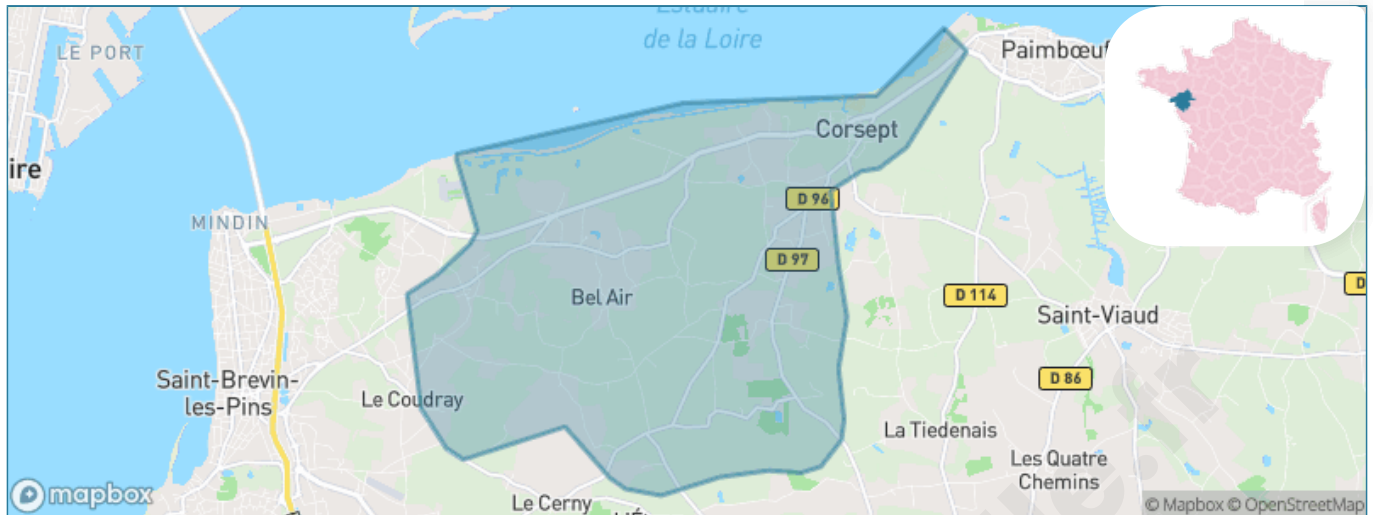 Estuaire
de la Loire
LE PORT
Paimbœuf
Corsept
ire
D 96
MINDIN
D 97
D
Bel Air
D 114
Saint-Viaud
Saint-Brevin-
les-Pins
D 86
Le Coudray
La Tiedenais
Les Quatre
Chemins
mapbox
Le Cerny
© Mapbox © OpenStreetMap